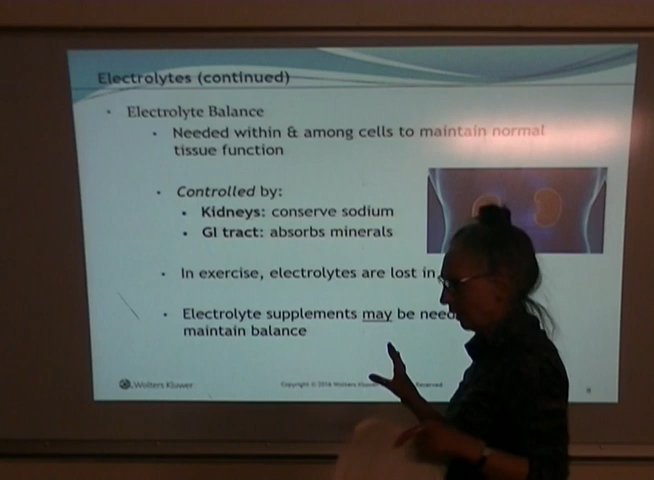 Electrolytes (continued)
• Electrolyte Balance
• Needed within & among cells to maintain normal
tissue function
• Controlled by:
• Kidneys: conserve sodium
• GI tract: absorbs minerals
• In exercise, electrolytes are lost in
• Electrolyte supplements may be
maintain balance
Wolters Kluwer
Copyright © 2016 Wolters Reserved